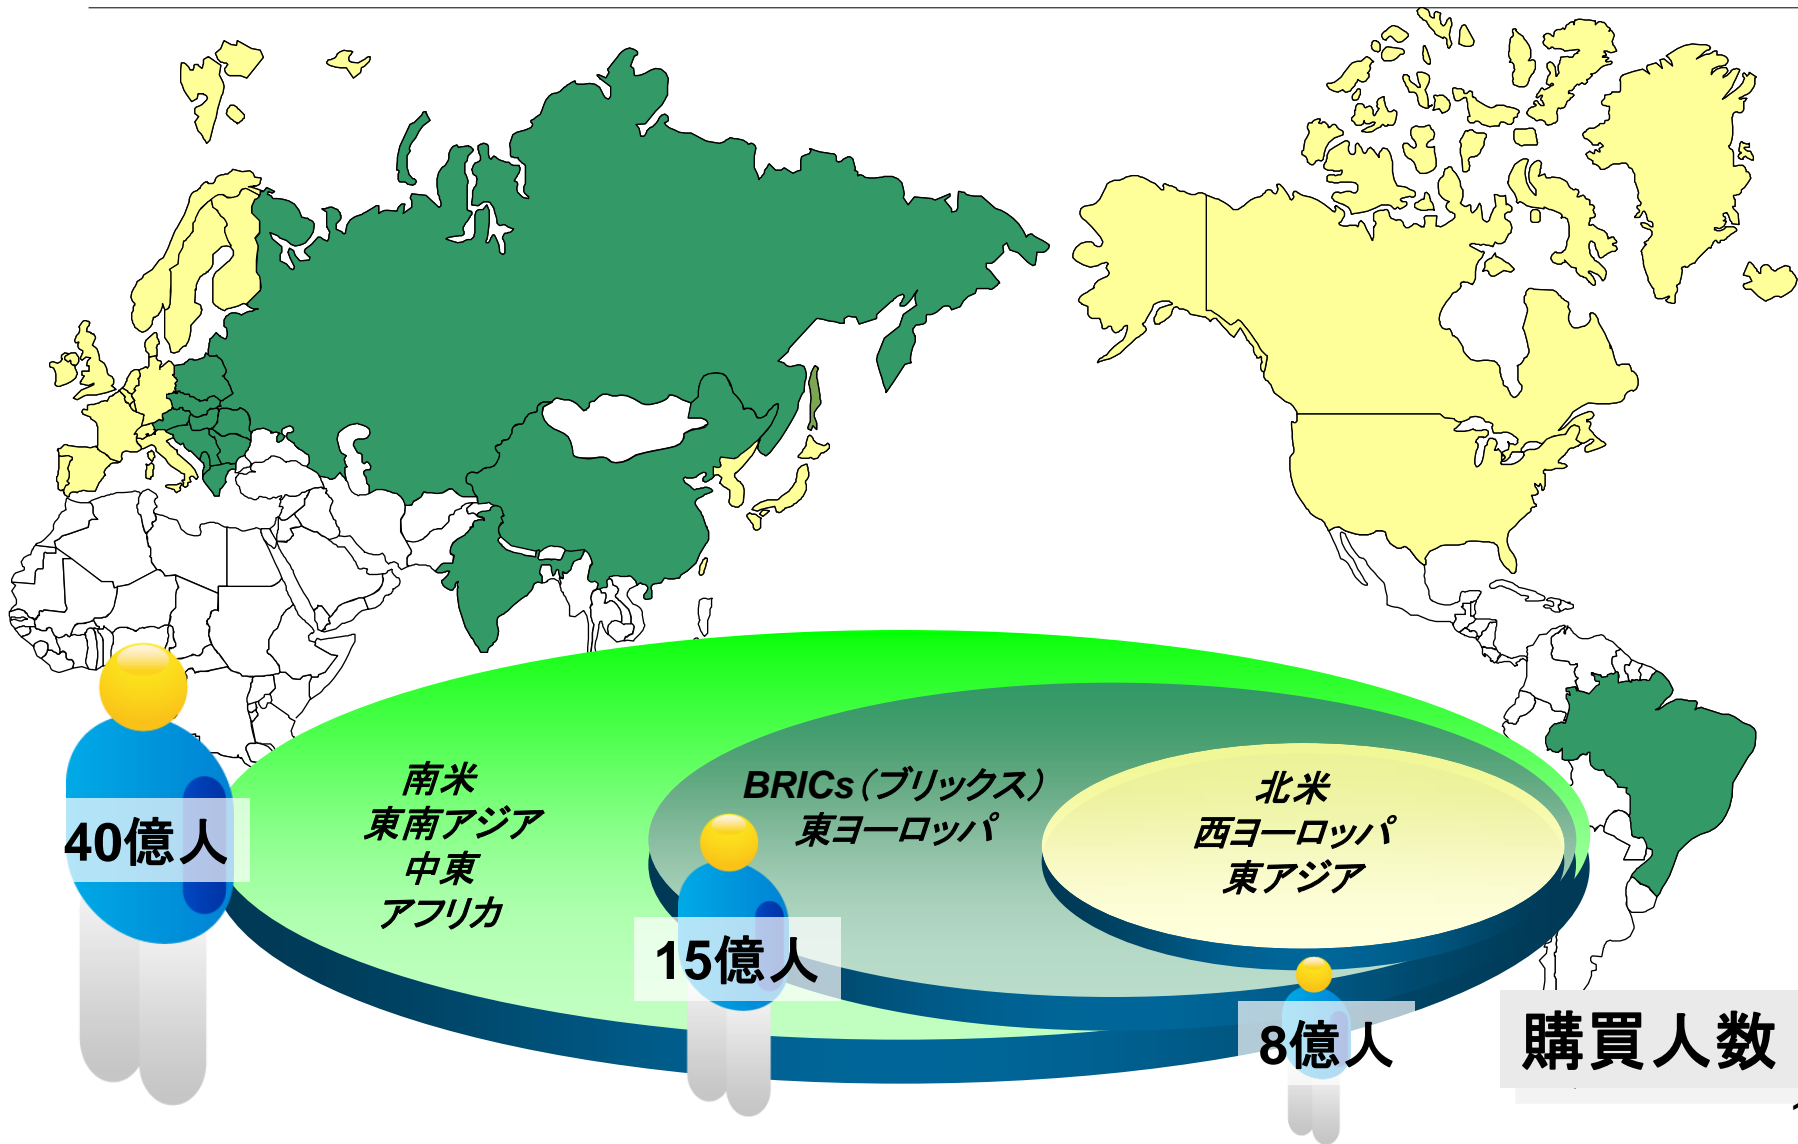 南米
東南アジア
中東
アフリカ
BRICs（ブリックス）
東ヨーロッパ
北米
西ヨーロッパ
東アジア
40億人
15億人
8億人
購買人数